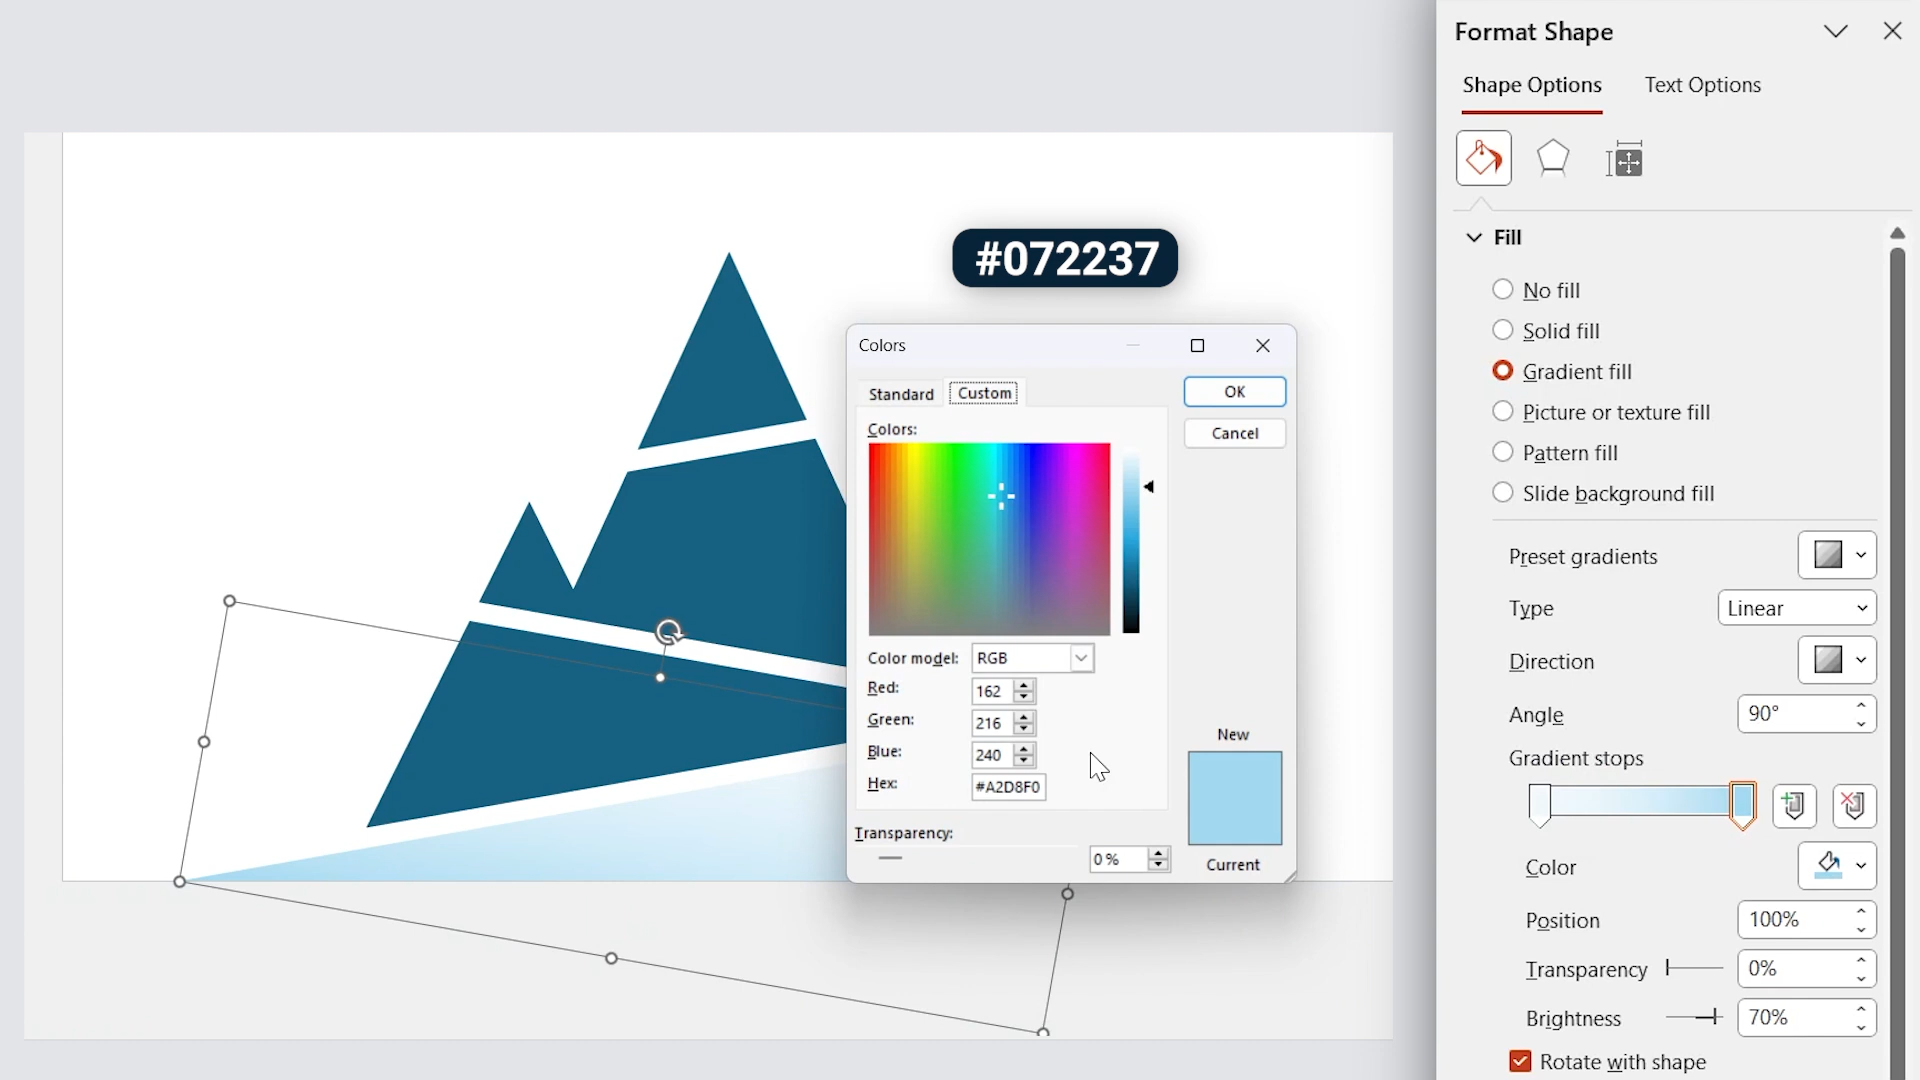 Format Shape
Shape Options Text Options
#072237
Fill
No fill
Solid fill
Gradient fill
Picture or texture fill
Pattern fill
Slide background fill
Preset gradients
Type Linear
Direction
Angle 90°
Gradient stops
Color
Position 100%
Transparency 0%
Brightness 70%
Rotate with shape
Colors
Standard Custom
OK
Cancel
Colors:
Color model: RGB
Red: 162
Green: 216
Blue: 240
Hex: #A2D8F0
Transparency:
0 %
New
Current